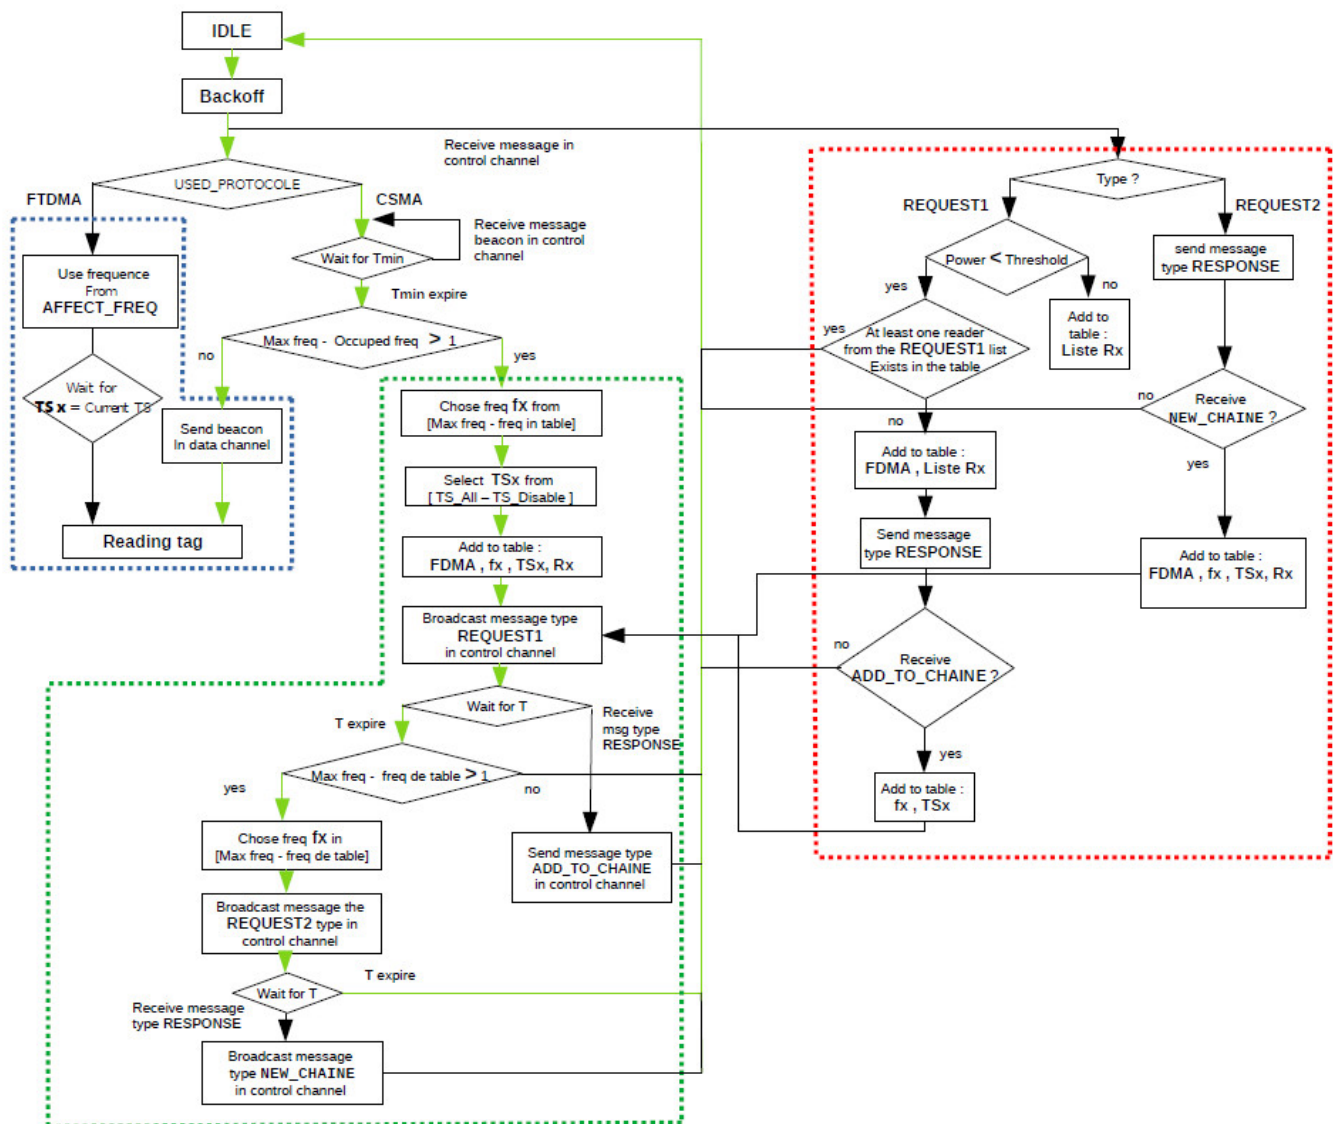 IDLE
Backoff
Receive message in
control channel
USED_PROTOCOLE
FTDMA
CSMA
Receive message
beacon in control
channel
Wait for Tmin
Tmin expire
Use frequence
From
AFFECT_FREQ
Max freq - Occuped freq > 1
no
yes
Wait for
TSx = Current TS
Send beacon
In data channel
Reading tag
Chose freq fx from
[Max freq - freq in table]
Select TSx from
[ TS_All – TS_Disable ]
Add to table :
FDMA , fx , TSx, Rx
Broadcast message type
REQUEST1
in control channel
Wait for T
T expire
Receive
msg type
RESPONSE
Max freq - freq de table > 1
yes
no
Chose freq fx in
[Max freq - freq de table]
Send message type
ADD_TO_CHAINE
in control channel
Broadcast message the
REQUEST2 type in
control channel
T expire
Wait for T
Receive message
type RESPONSE
Broadcast message
type NEW_CHAINE
in control channel
Type ?
REQUEST1
REQUEST2
Power < Threshold
send message
type RESPONSE
yes
no
Add to
table :
Liste Rx
yes
At least one reader
from the REQUEST1 list
Exists in the table
no
no
Receive
NEW_CHAINE ?
yes
Add to table :
FDMA , Liste Rx
Send message
type RESPONSE
Add to table :
FDMA , fx , TSx, Rx
no
Receive
ADD_TO_CHAINE ?
yes
Add to table :
fx , TSx